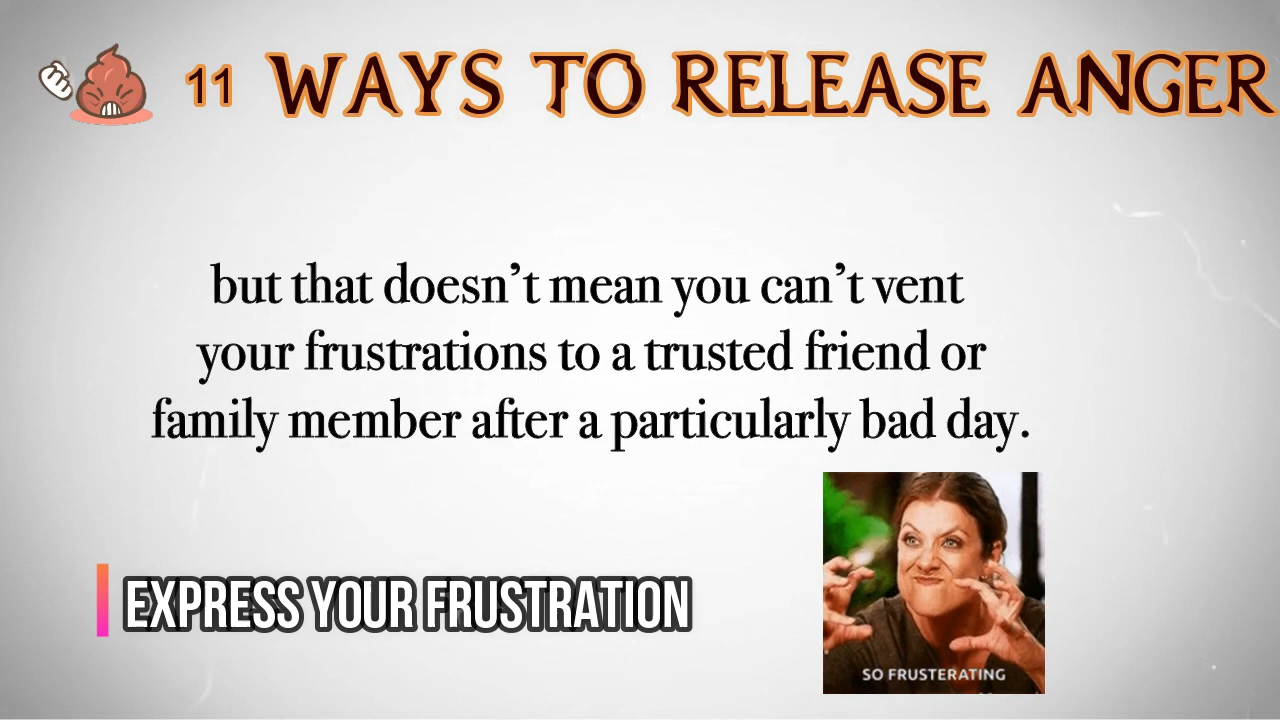 11 WAYS TO RELEASE ANGER
but that doesn’t mean you can’t vent
your frustrations to a trusted friend or
family member after a particularly bad day.
EXPRESS YOUR FRUSTRATION
SO FRUSTERATING